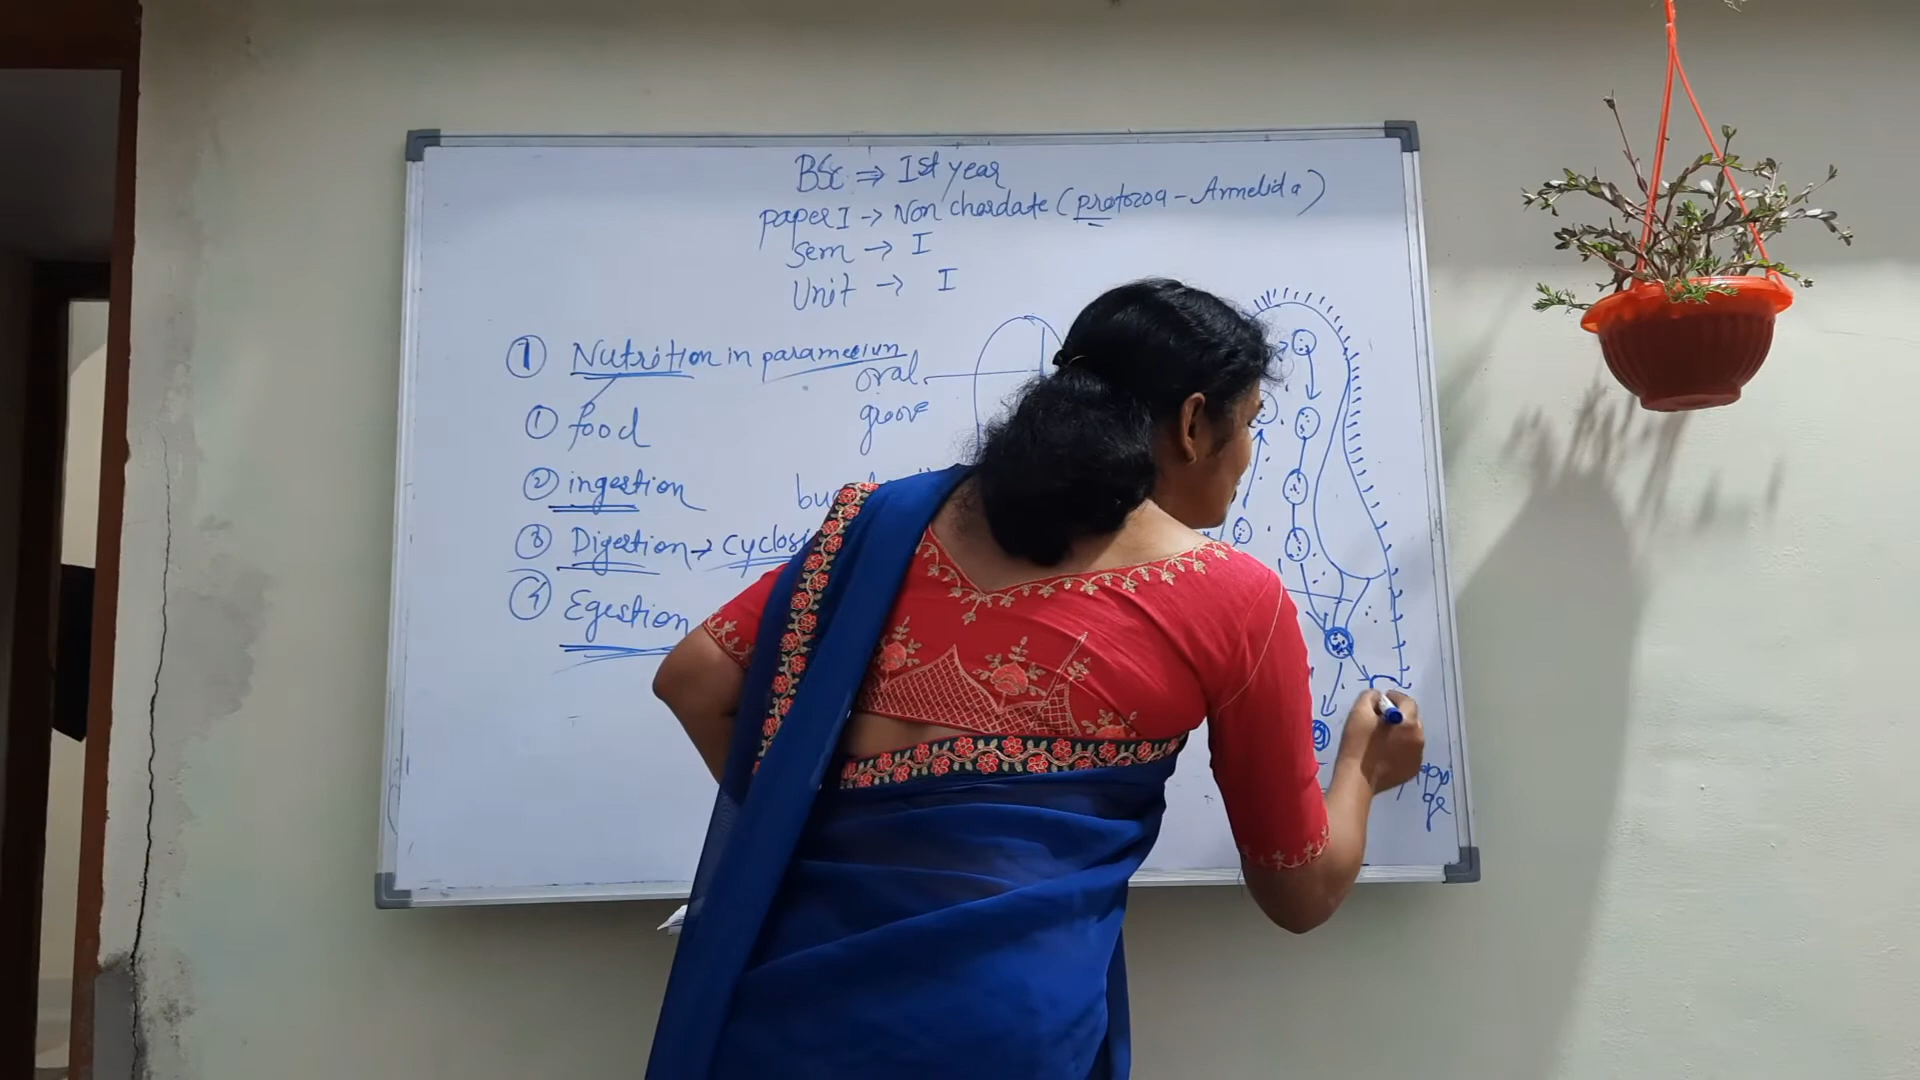 BSc ⇒ Ist year
paper I → Non chordate (protozoa - Annelida)
Sem → I
Unit → I
① Nutrition in paramecium
① food
② ingestion
③ Digestion → cyclosi
④ Egestion
oral
groove